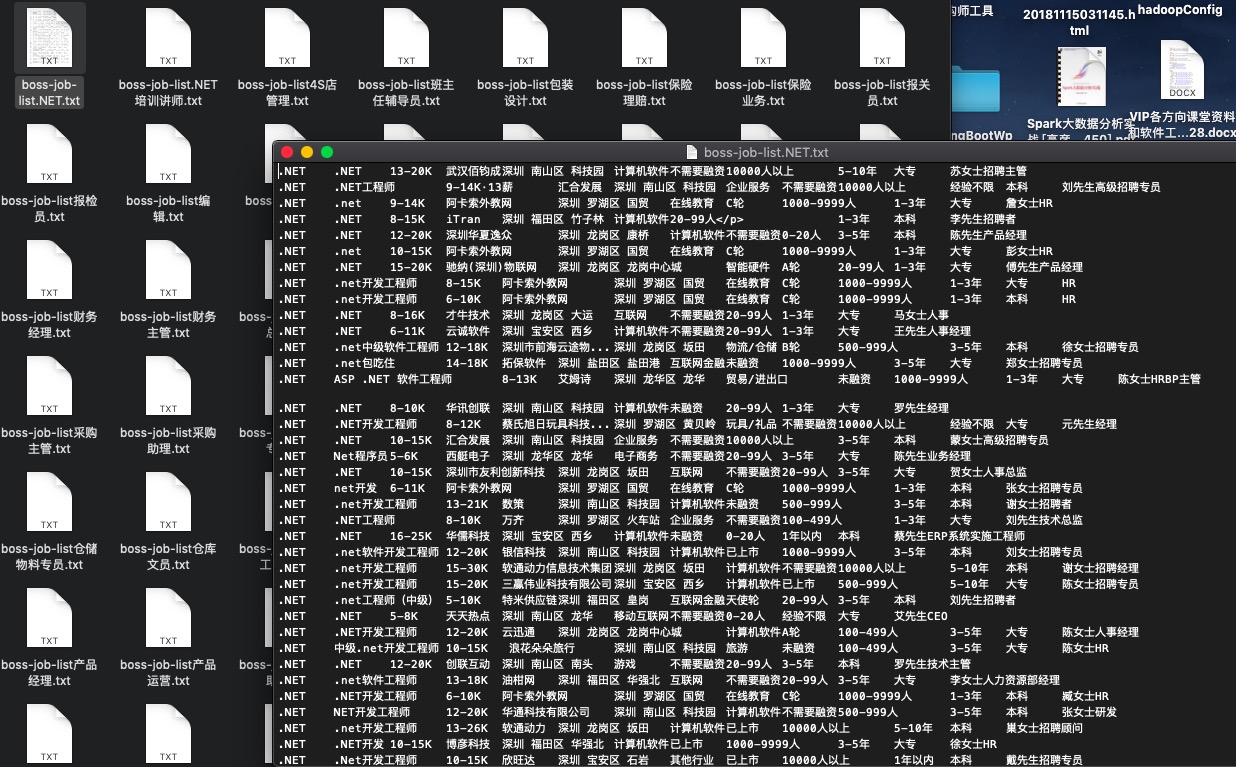 师工具
20181115031145.h
tml
hadoopConfig
TXT TXT TXT TXT TXT TXT TXT TXT
boss-job-
list.NET.txt
boss-job-list.NET
培训讲师.txt
boss-job-list4S店
管理.txt
boss-job-list班主
任辅导员.txt
boss-job-list包装
设计.txt
boss-job-list保险
理赔.txt
boss-job-list保险
业务.txt
boss-job-list报关
员.txt
DOCX
Spark大数据分析实
VIP各方向课堂资料
和软件工...28.docx
ngBootWp
TXT TXT
boss-job-list报检
员.txt
boss-job-list编
辑.txt
TXT TXT
boss-job-list财务
经理.txt
boss-job-list财务
主管.txt
TXT TXT
boss-job-list采购
主管.txt
boss-job-list采购
助理.txt
TXT TXT
boss-job-list仓储
物料专员.txt
boss-job-list仓库
文员.txt
TXT TXT
boss-job-list产品
经理.txt
boss-job-list产品
运营.txt
TXT TXT
boss-job-list.NET.txt
.NET .NET 13-20K 武汉佰钧成 深圳 南山区 科技园 计算机软件 不需要融资 10000人以上 5-10年 大专 苏女士招聘主管
.NET .NET工程师 9-14K·13薪 汇合发展 深圳 南山区 科技园 企业服务 不需要融资 10000人以上 经验不限 本科 刘先生高级招聘专员
.NET .net 9-14K 阿卡索外教网 深圳 罗湖区 国贸 在线教育 C轮 1000-9999人 1-3年 大专 詹女士HR
.NET .NET 8-15K iTran 深圳 福田区 竹子林 计算机软件 20-99人</p> 1-3年 本科 李先生招聘者
.NET .NET 12-20K 深圳华夏逸众 深圳 龙岗区 康桥 计算机软件 不需要融资 0-20人 3-5年 本科 陈先生产品经理
.NET .net 10-15K 阿卡索外教网 深圳 罗湖区 国贸 在线教育 C轮 1000-9999人 1-3年 大专 彭女士HR
.NET .NET 15-20K 驰纳(深圳)物联网 深圳 龙岗区 龙岗中心城 智能硬件 A轮 20-99人 1-3年 大专 傅先生产品经理
.NET .net开发工程师 8-15K 阿卡索外教网 深圳 罗湖区 国贸 在线教育 C轮 1000-9999人 1-3年 大专 HR
.NET .net开发工程师 6-10K 阿卡索外教网 深圳 罗湖区 国贸 在线教育 C轮 1000-9999人 1-3年 本科 HR
.NET .NET 8-16K 才牛技术 深圳 龙岗区 大运 互联网 不需要融资 20-99人 1-3年 大专 马女士人事
.NET .NET 6-11K 云诚软件 深圳 宝安区 西乡 计算机软件 不需要融资 20-99人 1-3年 大专 王先生人事经理
.NET .net中级软件工程师 12-18K 深圳市前海云途物... 深圳 龙岗区 坂田 物流/仓储 B轮 500-999人 3-5年 本科 徐女士招聘专员
.NET .net包吃住 14-18K 拓保软件 深圳 盐田区 盐田港 互联网金融 未融资 1000-9999人 3-5年 大专 郑女士招聘专员
.NET ASP .NET 软件工程师 8-13K 艾姆诗 深圳 龙华区 龙华 贸易/进出口 未融资 1000-9999人 1-3年 大专 陈女士HRBP主管
.NET .NET 8-10K 华讯创联 深圳 南山区 科技园 计算机软件 未融资 20-99人 1-3年 大专 罗先生经理
.NET .NET开发工程师 8-12K 蔡氏旭日玩具科技... 深圳 罗湖区 黄贝岭 玩具/礼品 不需要融资 10000人以上 经验不限 大专 元先生经理
.NET .NET 10-15K 汇合发展 深圳 南山区 科技园 企业服务 不需要融资 10000人以上 3-5年 本科 蒙女士高级招聘专员
.NET Net程序员 5-6K 西艇电子 深圳 龙华区 龙华 电子商务 不需要融资 20-99人 3-5年 大专 陈先生业务经理
.NET .NET 10-15K 深圳市友利创新科技 深圳 龙岗区 坂田 互联网 不需要融资 20-99人 3-5年 大专 贺女士人事总监
.NET net开发 6-11K 阿卡索外教网 深圳 罗湖区 国贸 在线教育 C轮 1000-9999人 1-3年 本科 张女士招聘专员
.NET .net开发工程师 13-21K 数策 深圳 南山区 科技园 计算机软件 未融资 500-999人 3-5年 本科 谢女士招聘者
.NET .NET工程师 8-10K 万齐 深圳 罗湖区 火车站 企业服务 不需要融资 100-499人 1-3年 大专 刘先生技术总监
.NET .NET 16-25K 华儒科技 深圳 宝安区 西乡 计算机软件 未融资 0-20人 1年以内 本科 蔡先生ERP系统实施工程师
.NET .net软件开发工程师 12-20K 银信科技 深圳 南山区 科技园 计算机软件 已上市 1000-9999人 3-5年 本科 刘女士招聘专员
.NET .net开发工程师 15-30K 软通动力信息技术集团 深圳 龙岗区 坂田 计算机软件 不需要融资 10000人以上 5-10年 本科 谢女士招聘经理
.NET .net开发工程师 15-20K 三赢伟业科技有限公司 深圳 宝安区 西乡 计算机软件 已上市 500-999人 5-10年 大专 陈女士招聘专员
.NET .net工程师（中级） 5-10K 特米供应链 深圳 福田区 皇岗 互联网金融 天使轮 20-99人 3-5年 本科 刘先生招聘者
.NET .NET 5-8K 天天热点 深圳 南山区 龙华 移动互联网 不需要融资 0-20人 经验不限 大专 艾先生CEO
.NET .NET开发工程师 12-20K 云迅通 深圳 龙岗区 龙岗中心城 计算机软件 A轮 100-499人 3-5年 大专 陈女士人事经理
.NET 中级.net开发工程师 10-15K 浪花朵朵旅行 深圳 南山区 科技园 旅游 未融资 100-499人 3-5年 大专 陈女士HR
.NET .NET 12-20K 创联互动 深圳 南山区 南头 游戏 不需要融资 20-99人 3-5年 本科 罗先生技术主管
.NET .net软件工程师 13-18K 油柑网 深圳 福田区 华强北 互联网 不需要融资 20-99人 3-5年 大专 李女士人力资源部经理
.NET .NET开发工程师 6-10K 阿卡索外教网 深圳 罗湖区 国贸 在线教育 C轮 1000-9999人 1-3年 本科 臧女士HR
.NET NET开发工程师 12-20K 华通科技有限公司 深圳 南山区 科技园 计算机软件 不需要融资 500-999人 3-5年 本科 张女士研发
.NET .net开发工程师 13-26K 软通动力 深圳 龙岗区 坂田 计算机软件 已上市 10000人以上 5-10年 本科 巢女士招聘顾问
.NET .NET开发 10-15K 博彦科技 深圳 福田区 华强北 计算机软件 已上市 1000-9999人 3-5年 大专 徐女士HR
.NET .NET开发工程师 10-15K 欣旺达 深圳 宝安区 石岩 其他行业 已上市 10000人以上 1年以内 本科 戴先生招聘专员